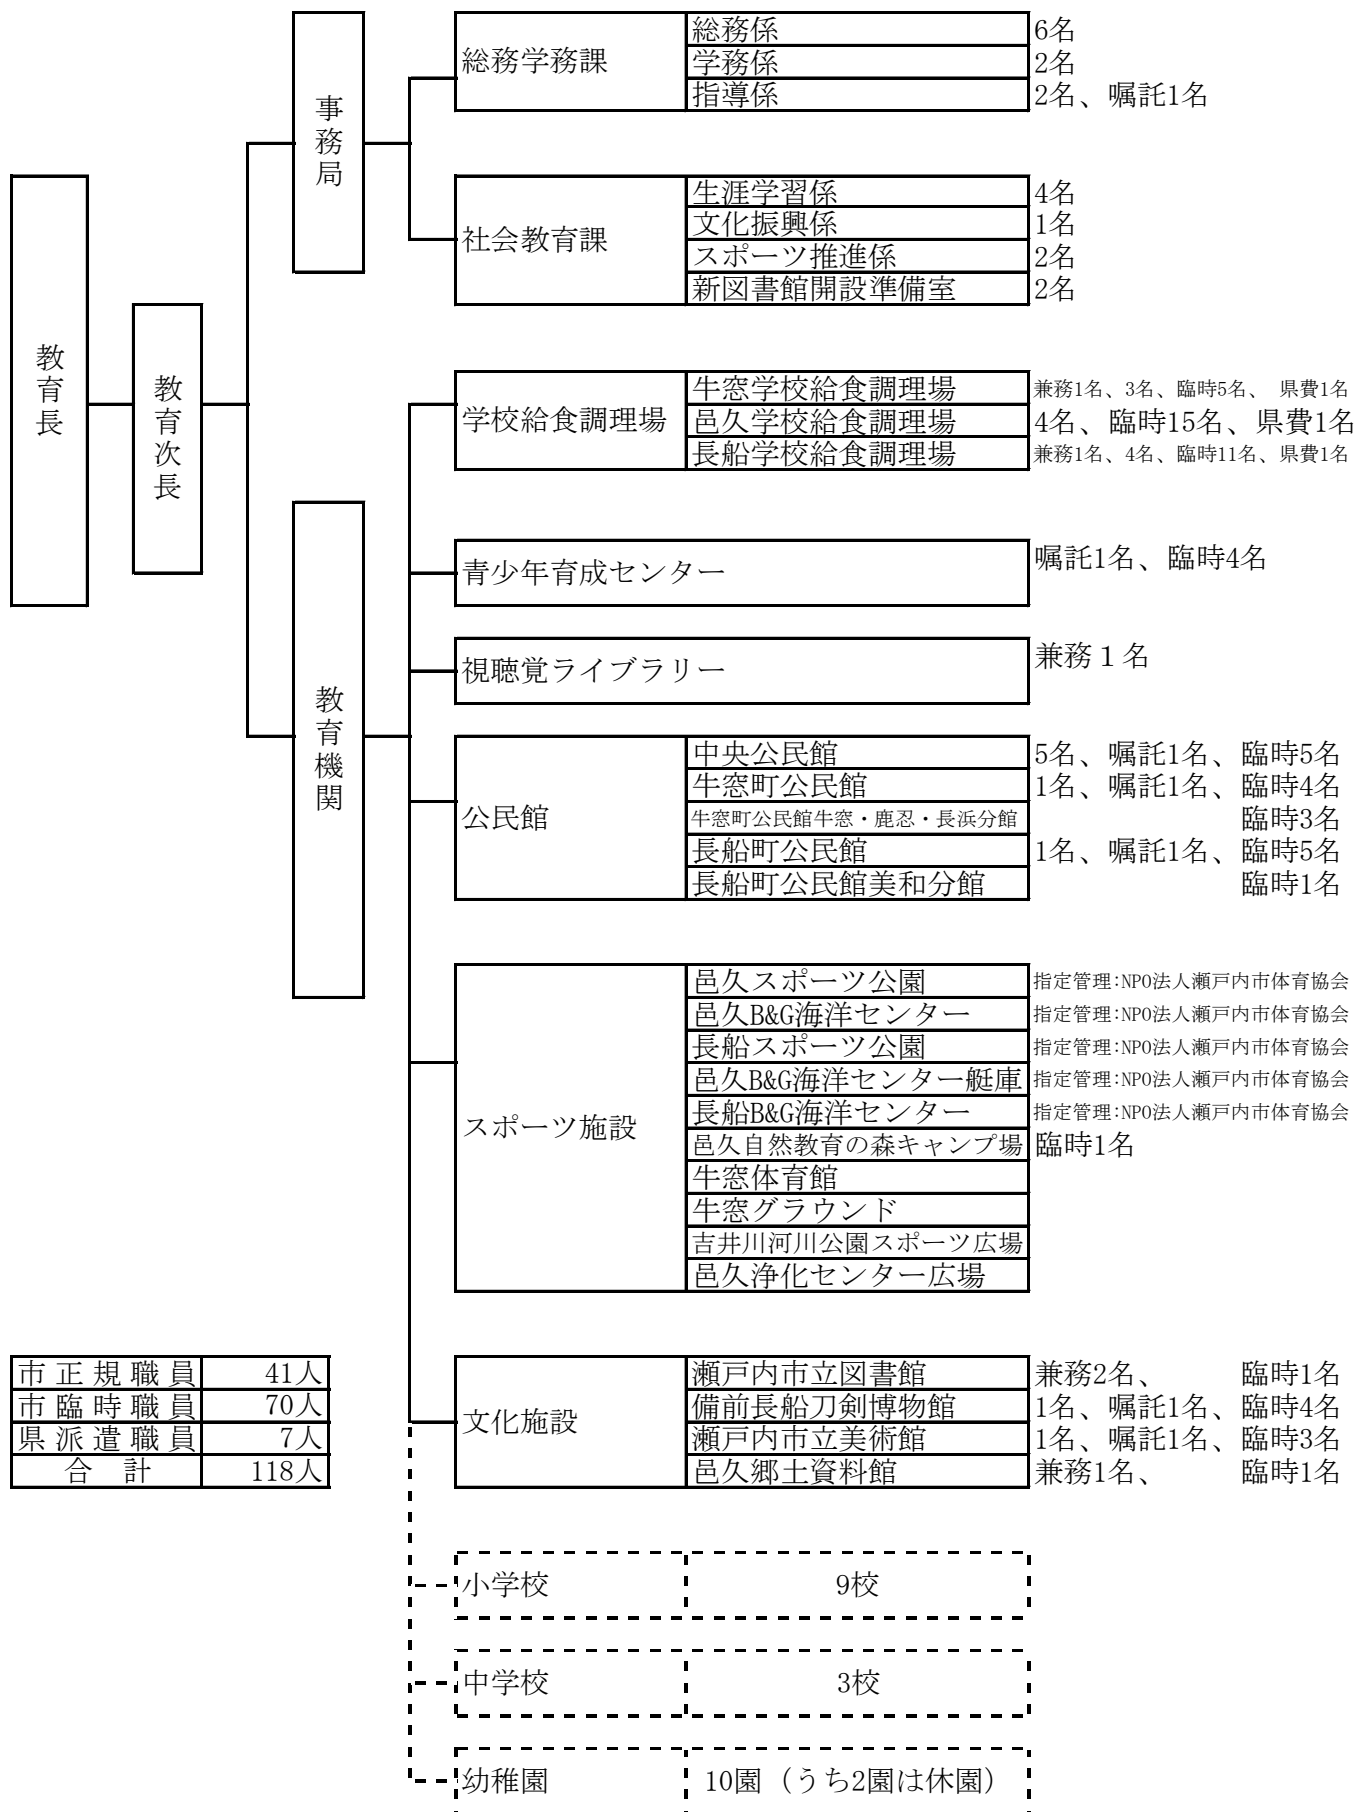 総務学務課
総務係 6名
学務係 2名
指導係 2名、嘱託1名
事務局
社会教育課
生涯学習係 4名
文化振興係 1名
スポーツ推進係 2名
新図書館開設準備室 2名
教育長
教育次長
学校給食調理場
牛窓学校給食調理場 兼務1名、3名、臨時5名、 県費1名
邑久学校給食調理場 4名、臨時15名、県費1名
長船学校給食調理場 兼務1名、4名、臨時11名、県費1名
教育機関
青少年育成センター 嘱託1名、臨時4名
視聴覚ライブラリー 兼務１名
公民館
中央公民館 5名、嘱託1名、臨時5名
牛窓町公民館 1名、嘱託1名、臨時4名
牛窓町公民館牛窓・鹿忍・長浜分館 臨時3名
長船町公民館 1名、嘱託1名、臨時5名
長船町公民館美和分館 臨時1名
スポーツ施設
邑久スポーツ公園 指定管理:NPO法人瀬戸内市体育協会
邑久B&G海洋センター 指定管理:NPO法人瀬戸内市体育協会
長船スポーツ公園 指定管理:NPO法人瀬戸内市体育協会
邑久B&G海洋センター艇庫 指定管理:NPO法人瀬戸内市体育協会
長船B&G海洋センター 指定管理:NPO法人瀬戸内市体育協会
邑久自然教育の森キャンプ場 臨時1名
牛窓体育館
牛窓グラウンド
吉井川河川公園スポーツ広場
邑久浄化センター広場
市正規職員 41人
市臨時職員 70人
県派遣職員 7人
合 計 118人
文化施設
瀬戸内市立図書館 兼務2名、 臨時1名
備前長船刀剣博物館 1名、嘱託1名、臨時4名
瀬戸内市立美術館 1名、嘱託1名、臨時3名
邑久郷土資料館 兼務1名、 臨時1名
小学校 9校
中学校 3校
幼稚園 10園（うち2園は休園）